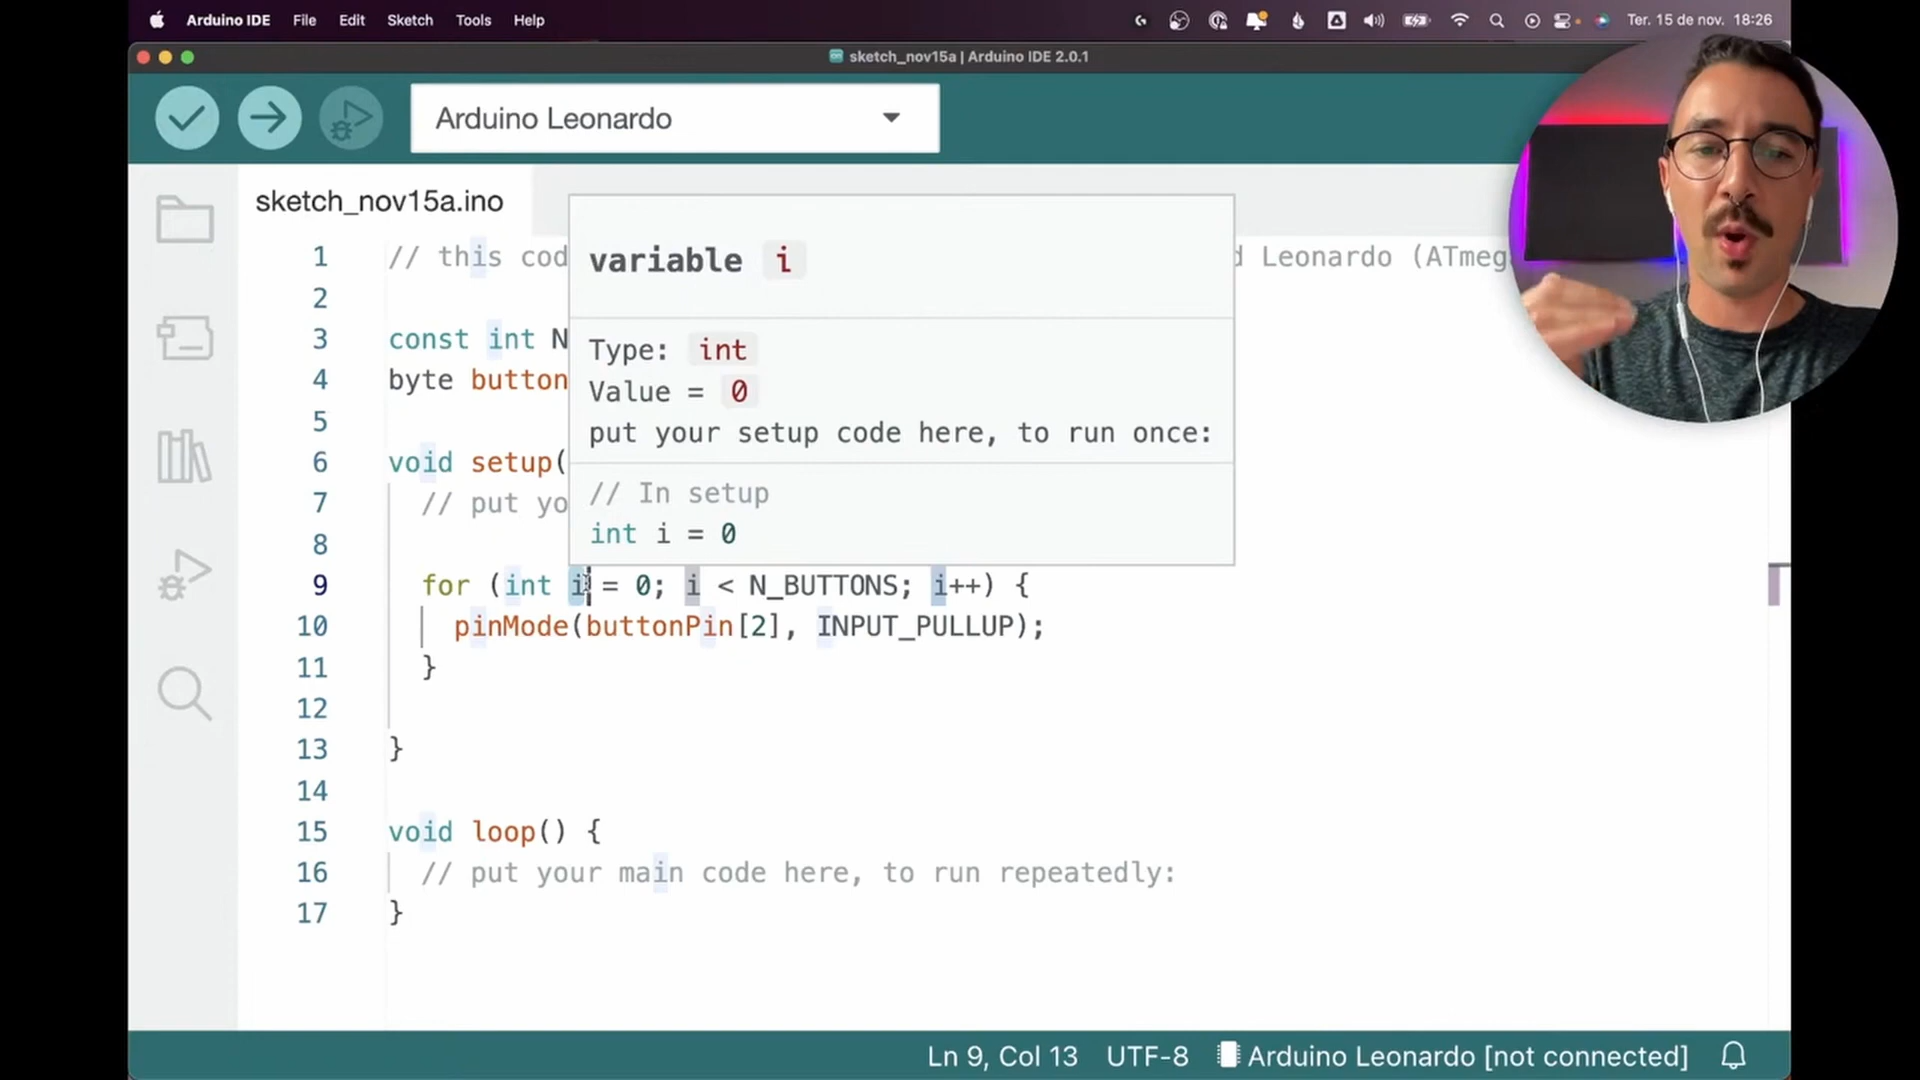 Arduino IDE File Edit Sketch Tools Help Ter. 15 de nov. 18:26
sketch_nov15a | Arduino IDE 2.0.1
Arduino Leonardo
sketch_nov15a.ino
variable i
Type: int
Value = 0
put your setup code here, to run once:
// In setup
int i = 0
1 // this cod d Leonardo (ATmeg
2
3 const int N
4 byte button
5
6 void setup(
7 // put yo
8
9 for (int i = 0; i < N_BUTTONS; i++) {
10 pinMode(buttonPin[2], INPUT_PULLUP);
11 }
12
13 }
14
15 void loop() {
16 // put your main code here, to run repeatedly:
17 }
Ln 9, Col 13 UTF-8 Arduino Leonardo [not connected]